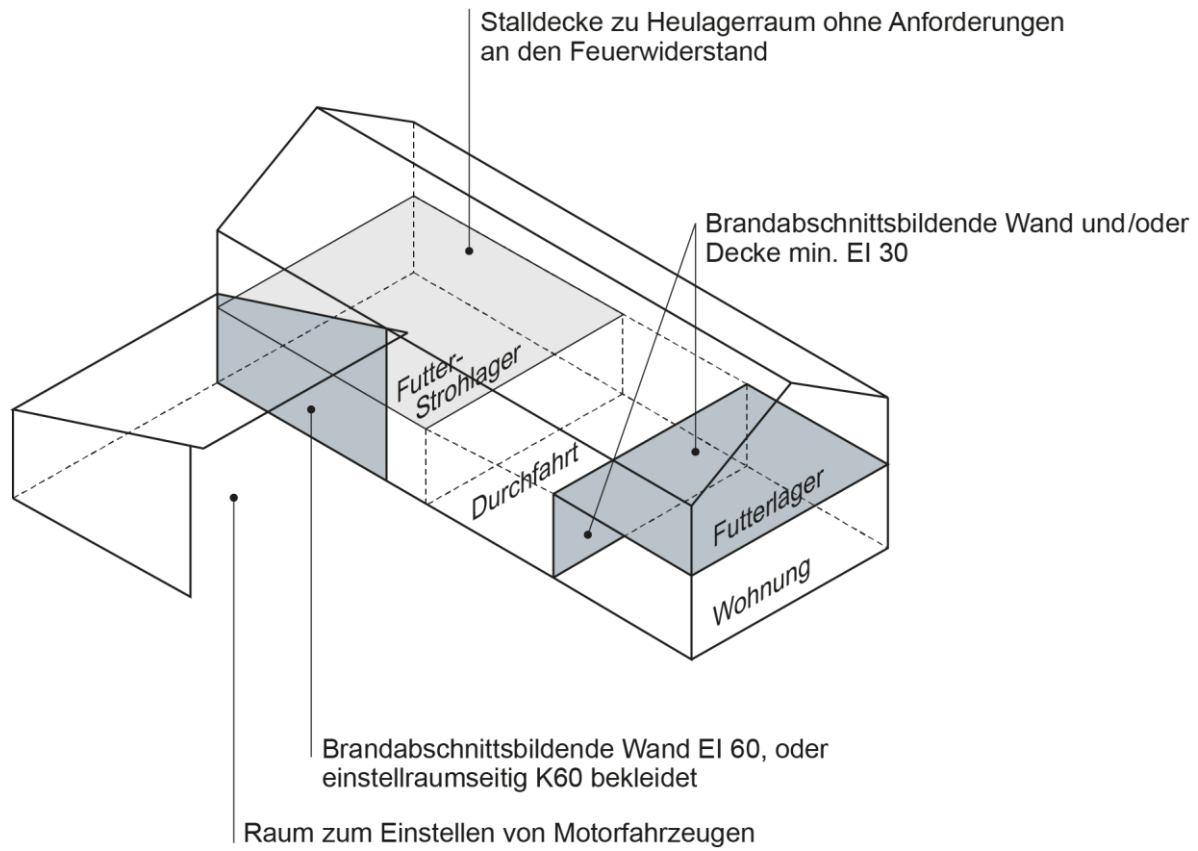 Stalldecke zu Heulagerraum ohne Anforderungen
an den Feuerwiderstand
Brandabschnittsbildende Wand und/oder
Decke min. EI 30
Futter-
Strohlager
Durchfahrt
Futterlager
Wohnung
Brandabschnittsbildende Wand EI 60, oder
einstellraumseitig K60 bekleidet
Raum zum Einstellen von Motorfahrzeugen